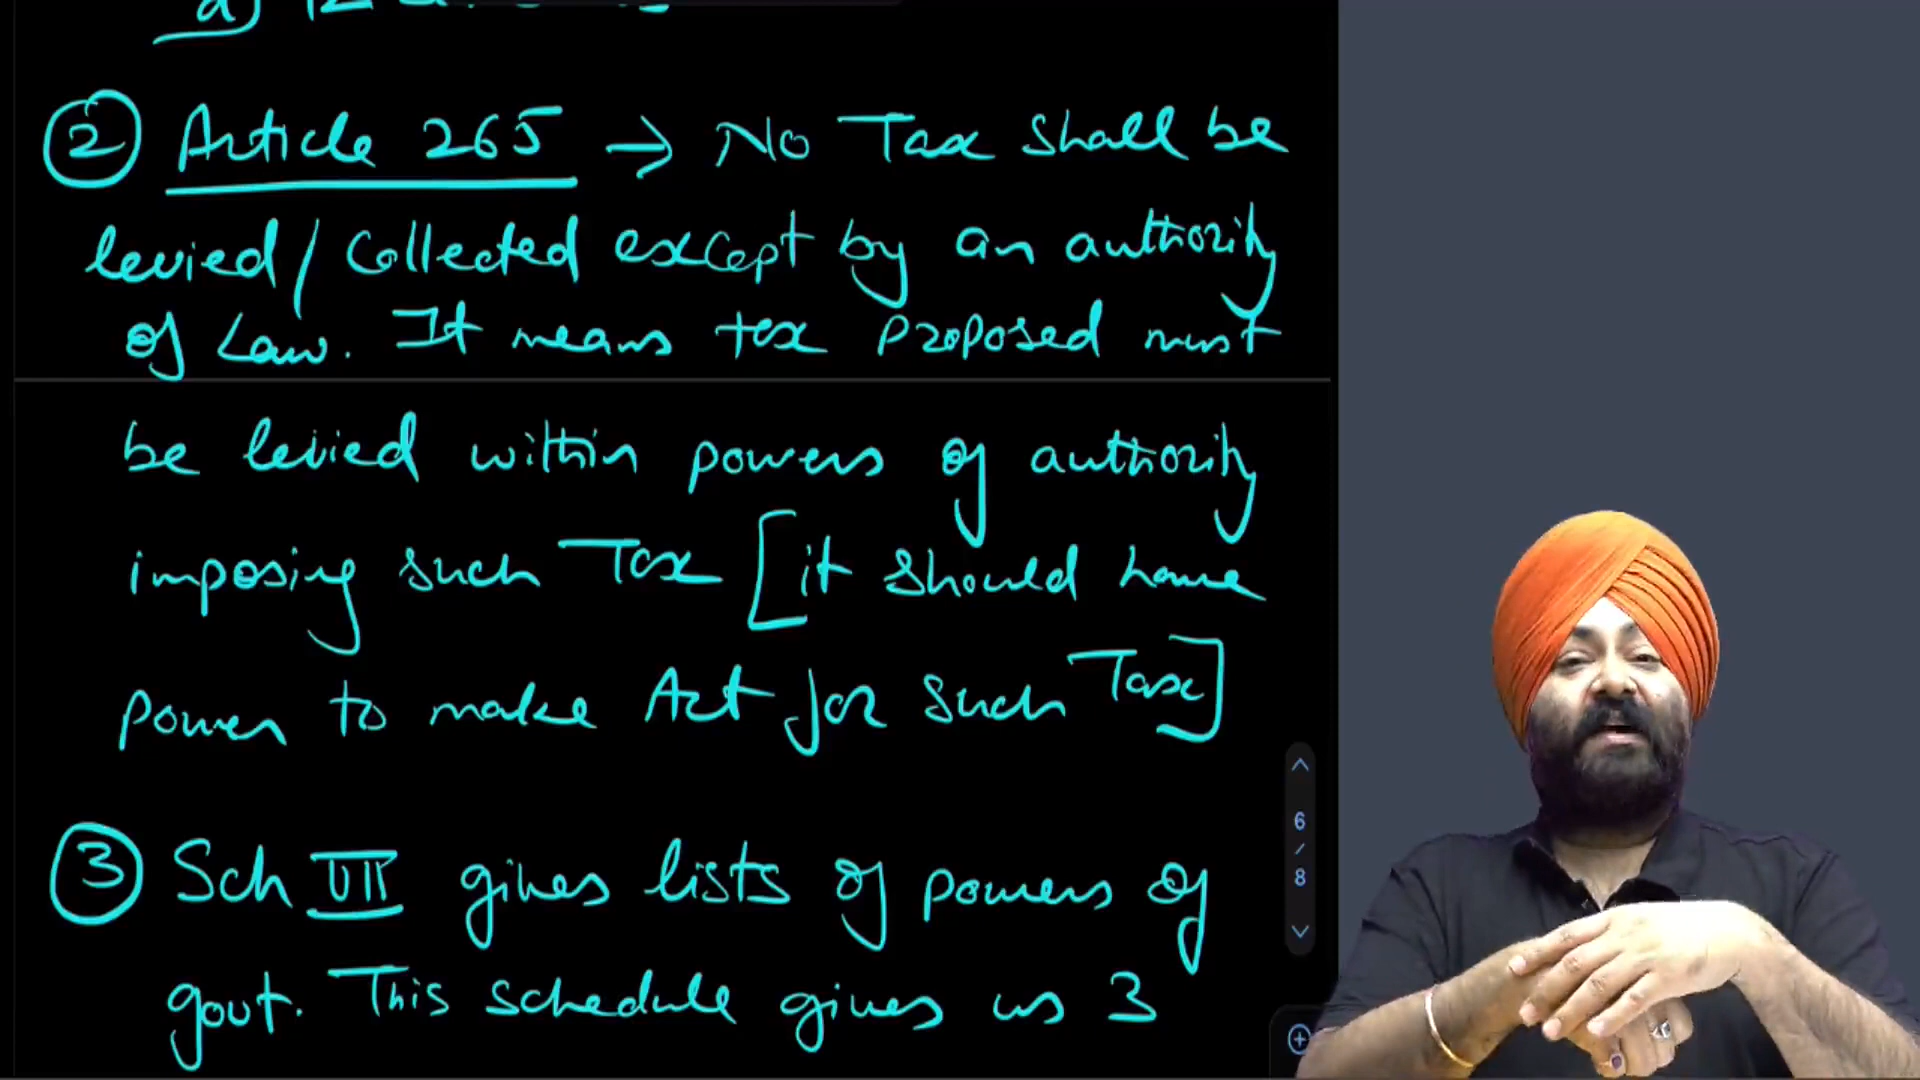 ② Article 265 → No Tax shall be
levied / Collected except by an authority
of Law. It means tax proposed must
be levied within powers of authority
imposing such Tax [it should have
power to make Act for such Tax]
③ Sch VII gives lists of powers of
govt. This schedule gives us 3
6
/
8